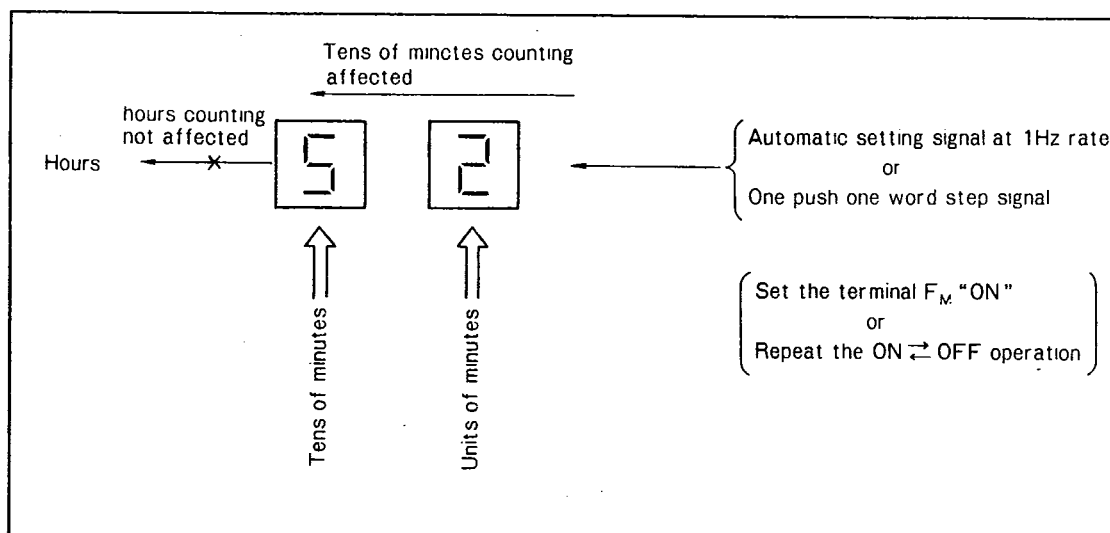 Tens of minctes counting
affected
hours counting
not affected
Hours
5 2
Automatic setting signal at 1Hz rate
or
One push one word step signal
Set the terminal FM "ON"
or
Repeat the ON ⇄ OFF operation
Tens of minutes
Units of minutes